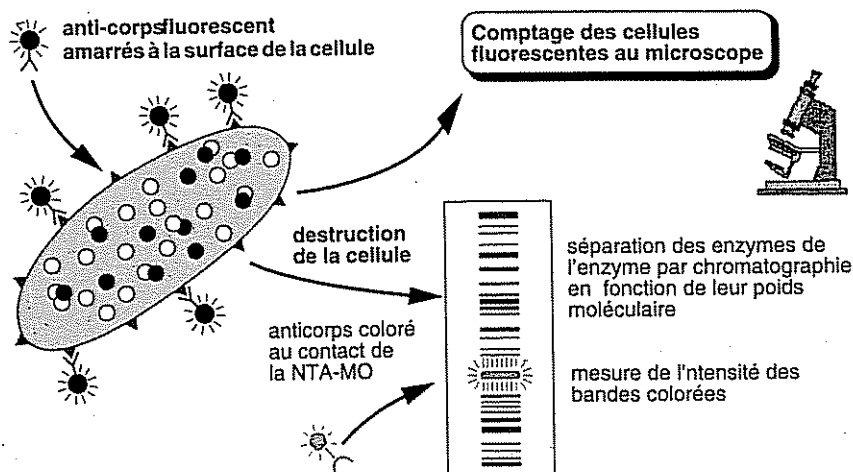 anti-corpsfluorescent
amarrés à la surface de la cellule
Comptage des cellules
fluorescentes au microscope
destruction
de la cellule
séparation des enzymes de
l'enzyme par chromatographie
en fonction de leur poids
moléculaire
anticorps coloré
au contact de
la NTA-MO
mesure de l'intensité des
bandes colorées